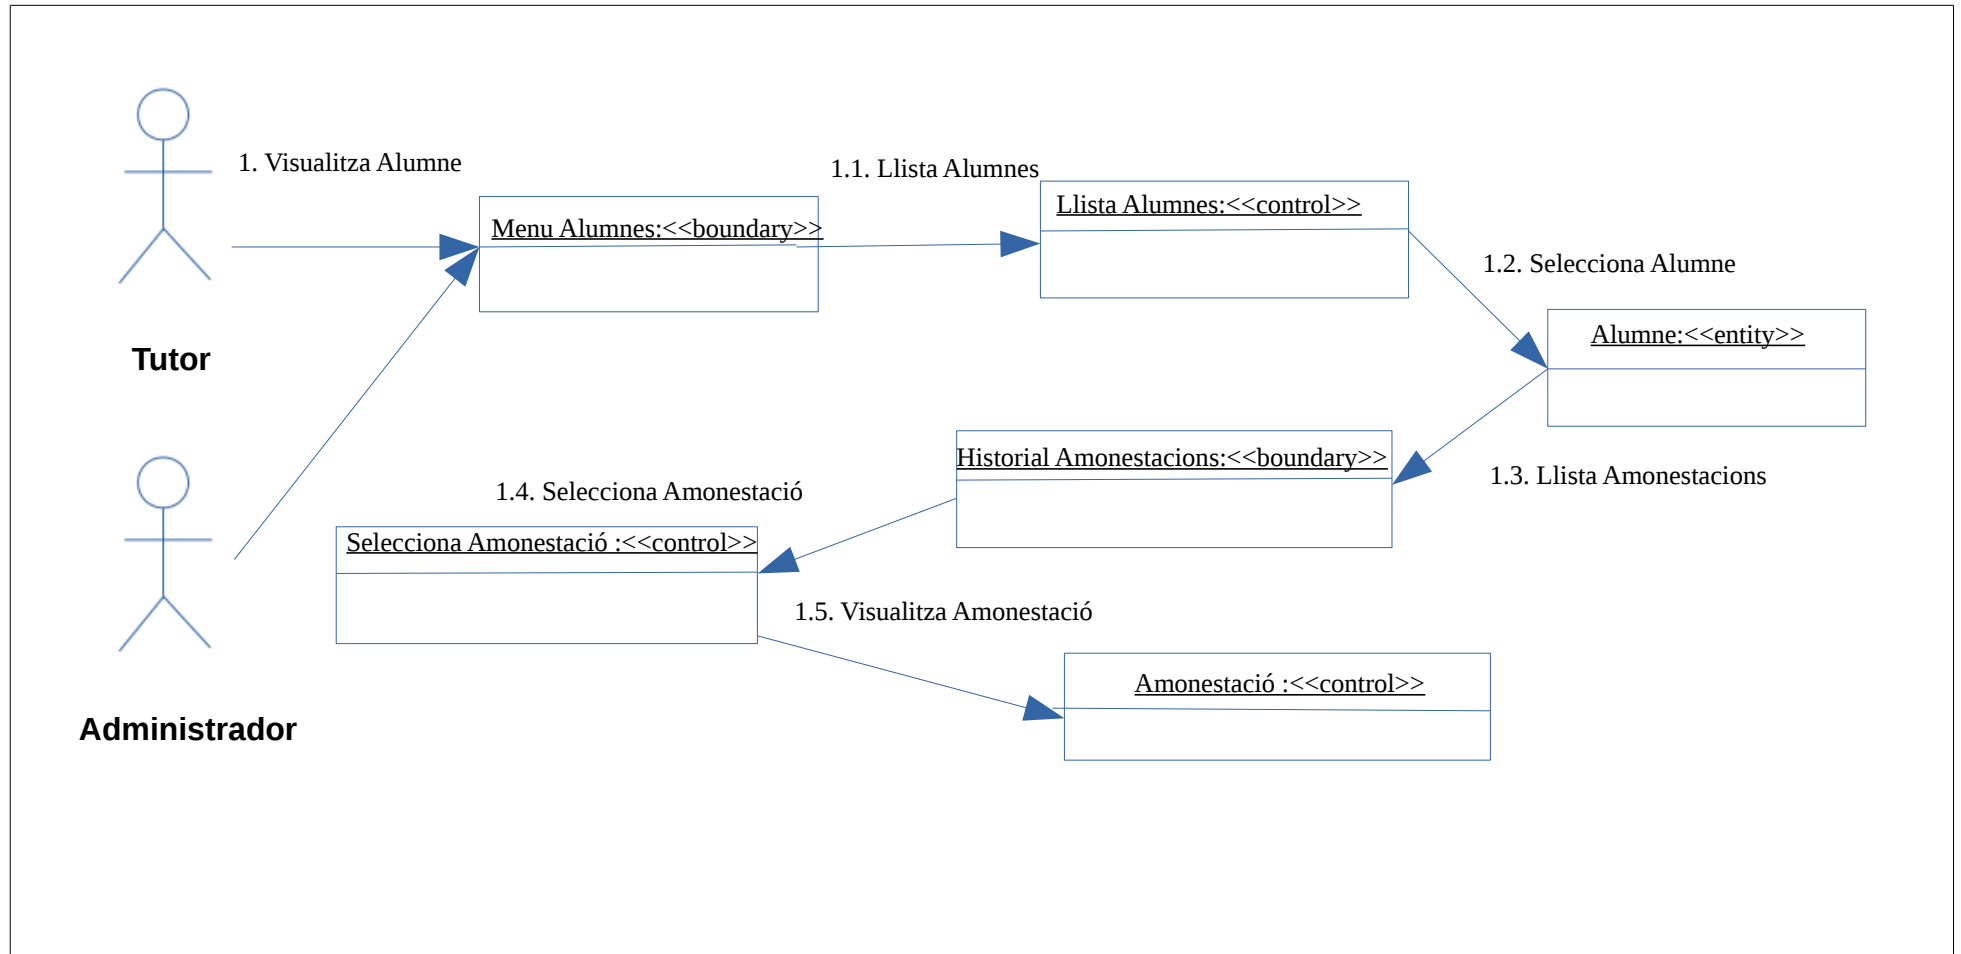 1. Visualitza Alumne
1.1. Llista Alumnes
Menu Alumnes:<<boundary>>
Llista Alumnes:<<control>>
1.2. Selecciona Alumne
Tutor
Alumne:<<entity>>
Historial Amonestacions:<<boundary>>
1.3. Llista Amonestacions
1.4. Selecciona Amonestació
Selecciona Amonestació :<<control>>
1.5. Visualitza Amonestació
Amonestació :<<control>>
Administrador